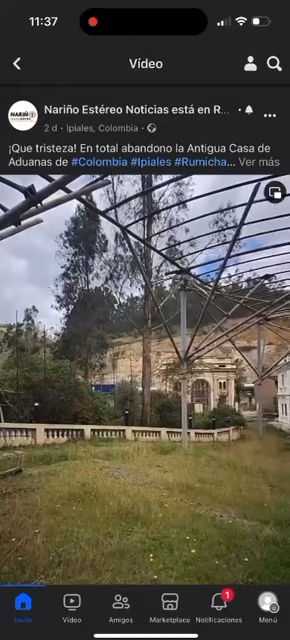 11:37
Vídeo
NARIÑO
Nariño Estéreo Noticias está en R...
2 d · Ipiales, Colombia ·
¡Que tristeza! En total abandono la Antigua Casa de
Aduanas de #Colombia #Ipiales #Rumicha... Ver más
1
Inicio Vídeo Amigos Marketplace Notificaciones Menú